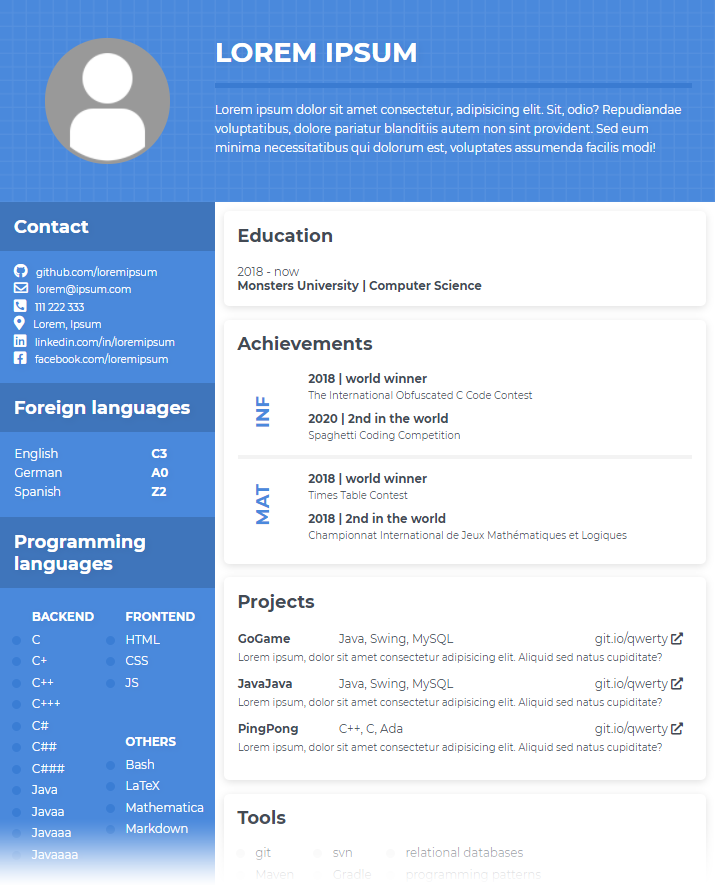 LOREM IPSUM
Lorem ipsum dolor sit amet consectetur, adipisicing elit. Sit, odio? Repudiandae
voluptatibus, dolore pariatur blanditiis autem non sint provident. Sed eum
minima necessitatibus qui dolorum est, voluptates assumenda facilis modi!
Contact
github.com/loremipsum
lorem@ipsum.com
111 222 333
Lorem, Ipsum
linkedin.com/in/loremipsum
facebook.com/loremipsum
Foreign languages
English C3
German A0
Spanish Z2
Programming
languages
BACKEND
C
C+
C++
C+++
C#
C##
C###
Java
Javaa
Javaaa
Javaaaa
FRONTEND
HTML
CSS
JS
OTHERS
Bash
LaTeX
Mathematica
Markdown
Education
2018 - now
Monsters University | Computer Science
Achievements
INF
2018 | world winner
The International Obfuscated C Code Contest
2020 | 2nd in the world
Spaghetti Coding Competition
MAT
2018 | world winner
Times Table Contest
2018 | 2nd in the world
Championnat International de Jeux Mathématiques et Logiques
Projects
GoGame Java, Swing, MySQL git.io/qwerty
Lorem ipsum, dolor sit amet consectetur adipisicing elit. Aliquid sed natus cupiditate?
JavaJava Java, Swing, MySQL git.io/qwerty
Lorem ipsum, dolor sit amet consectetur adipisicing elit. Aliquid sed natus cupiditate?
PingPong C++, C, Ada git.io/qwerty
Lorem ipsum, dolor sit amet consectetur adipisicing elit. Aliquid sed natus cupiditate?
Tools
git svn relational databases
Maven Gradle programming patterns